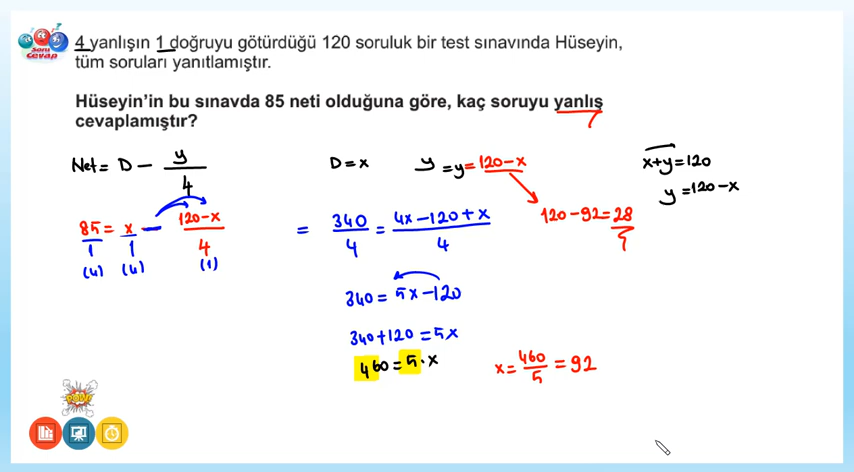 Soru
Cevap
4 yanlışın 1 doğruyu götürdüğü 120 soruluk bir test sınavında Hüseyin,
tüm soruları yanıtlamıştır.
Hüseyin'in bu sınavda 85 neti olduğuna göre, kaç soruyu yanlış
cevaplamıştır?
Net = D - y/4
D = x
y = y = 120 - x
x + y = 120
y = 120 - x
85/1 = x/1 - 120-x/4
(4) (4) (1)
= 340/4 = 4x - 120 + x/4
120 - 92 = 28
340 = 5x - 120
340 + 120 = 5x
460 = 5 · x
x = 460/5 = 92
POW!